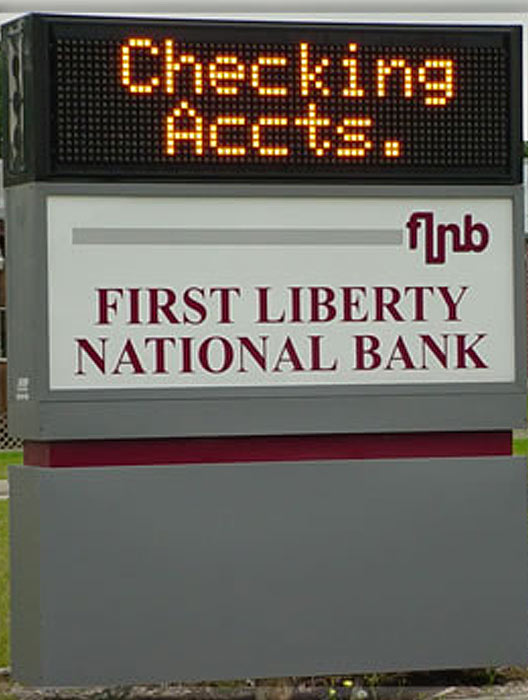 Checking
Accts.
flnb
FIRST LIBERTY
NATIONAL BANK